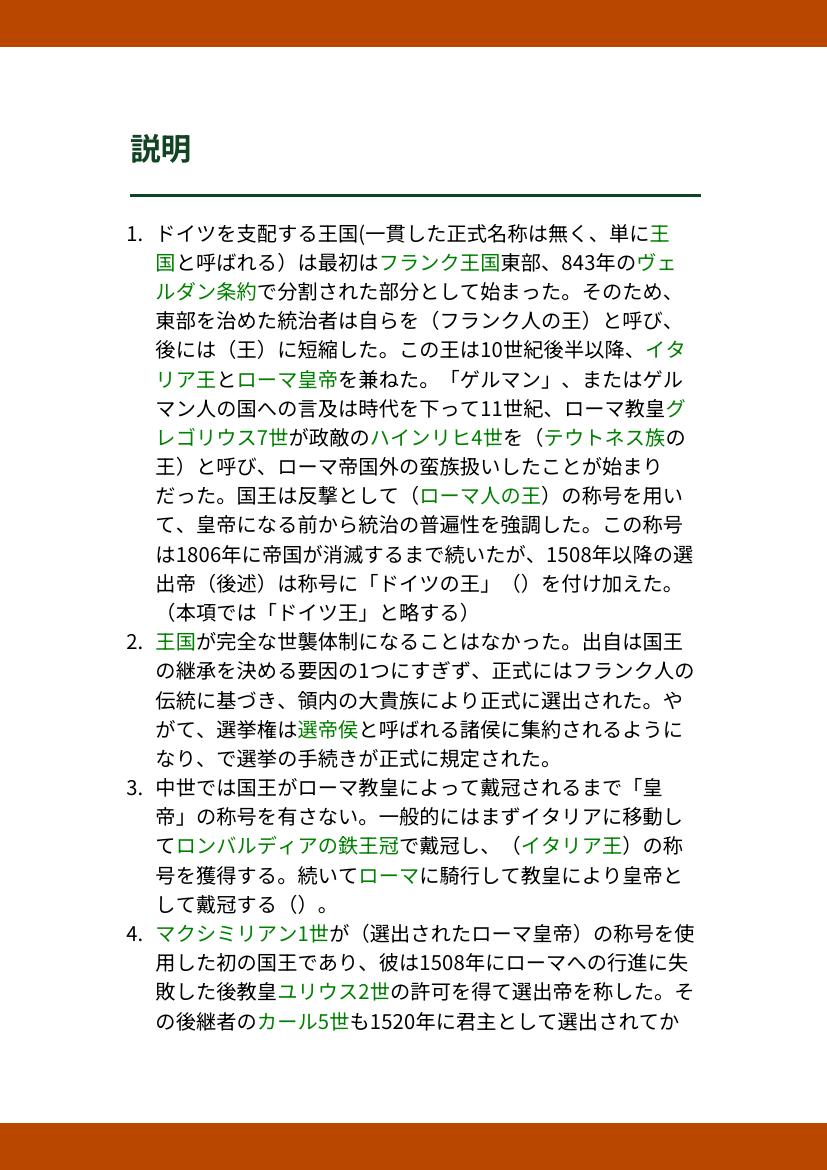 説明
1. ドイツを支配する王国(一貫した正式名称は無く、単に王
国と呼ばれる）は最初はフランク王国東部、843年のヴェ
ルダン条約で分割された部分として始まった。そのため、
東部を治めた統治者は自らを（フランク人の王）と呼び、
後には（王）に短縮した。この王は10世紀後半以降、イタ
リア王とローマ皇帝を兼ねた。「ゲルマン」、またはゲル
マン人の国への言及は時代を下って11世紀、ローマ教皇グ
レゴリウス7世が政敵のハインリヒ4世を（テウトネス族の
王）と呼び、ローマ帝国外の蛮族扱いしたことが始まり
だった。国王は反撃として（ローマ人の王）の称号を用い
て、皇帝になる前から統治の普遍性を強調した。この称号
は1806年に帝国が消滅するまで続いたが、1508年以降の選
出帝（後述）は称号に「ドイツの王」（）を付け加えた。
（本項では「ドイツ王」と略する）
2. 王国が完全な世襲体制になることはなかった。出自は国王
の継承を決める要因の1つにすぎず、正式にはフランク人の
伝統に基づき、領内の大貴族により正式に選出された。や
がて、選挙権は選帝侯と呼ばれる諸侯に集約されるように
なり、で選挙の手続きが正式に規定された。
3. 中世では国王がローマ教皇によって戴冠されるまで「皇
帝」の称号を有さない。一般的にはまずイタリアに移動し
てロンバルディアの鉄王冠で戴冠し、（イタリア王）の称
号を獲得する。続いてローマに騎行して教皇により皇帝と
して戴冠する（）。
4. マクシミリアン1世が（選出されたローマ皇帝）の称号を使
用した初の国王であり、彼は1508年にローマへの行進に失
敗した後教皇ユリウス2世の許可を得て選出帝を称した。そ
の後継者のカール5世も1520年に君主として選出されてか